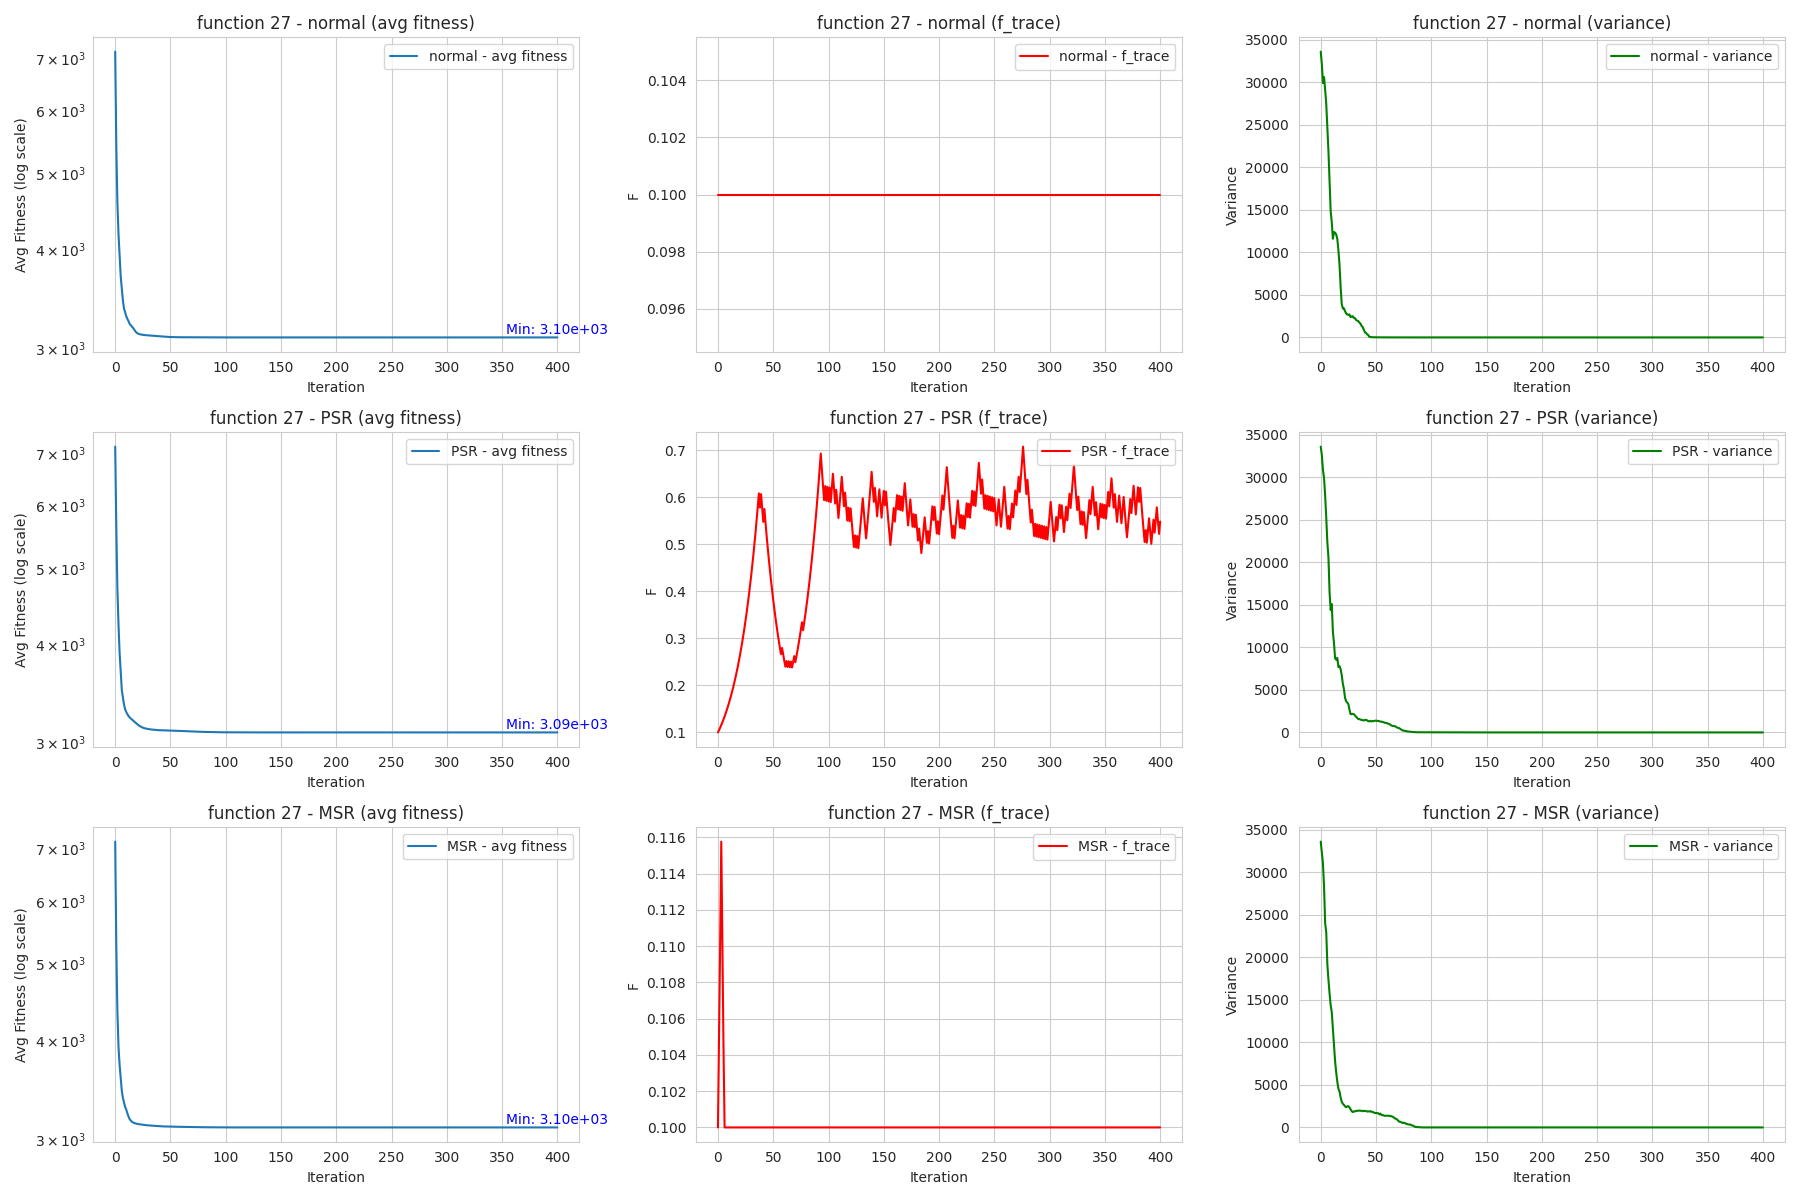 function 27 - normal (avg fitness)
normal - avg fitness
7 × 10³
6 × 10³
5 × 10³
4 × 10³
3 × 10³
Avg Fitness (log scale)
Min: 3.10e+03
0 50 100 150 200 250 300 350 400
Iteration
function 27 - normal (f_trace)
normal - f_trace
0.104
0.102
0.100
0.098
0.096
F
0 50 100 150 200 250 300 350 400
Iteration
function 27 - normal (variance)
normal - variance
35000
30000
25000
20000
15000
10000
5000
0
Variance
0 50 100 150 200 250 300 350 400
Iteration
function 27 - PSR (avg fitness)
PSR - avg fitness
7 × 10³
6 × 10³
5 × 10³
4 × 10³
3 × 10³
Avg Fitness (log scale)
Min: 3.09e+03
0 50 100 150 200 250 300 350 400
Iteration
function 27 - PSR (f_trace)
PSR - f_trace
0.7
0.6
0.5
0.4
0.3
0.2
0.1
F
0 50 100 150 200 250 300 350 400
Iteration
function 27 - PSR (variance)
PSR - variance
35000
30000
25000
20000
15000
10000
5000
0
Variance
0 50 100 150 200 250 300 350 400
Iteration
function 27 - MSR (avg fitness)
MSR - avg fitness
7 × 10³
6 × 10³
5 × 10³
4 × 10³
3 × 10³
Avg Fitness (log scale)
Min: 3.10e+03
0 50 100 150 200 250 300 350 400
Iteration
function 27 - MSR (f_trace)
MSR - f_trace
0.116
0.114
0.112
0.110
0.108
0.106
0.104
0.102
0.100
F
0 50 100 150 200 250 300 350 400
Iteration
function 27 - MSR (variance)
MSR - variance
35000
30000
25000
20000
15000
10000
5000
0
Variance
0 50 100 150 200 250 300 350 400
Iteration